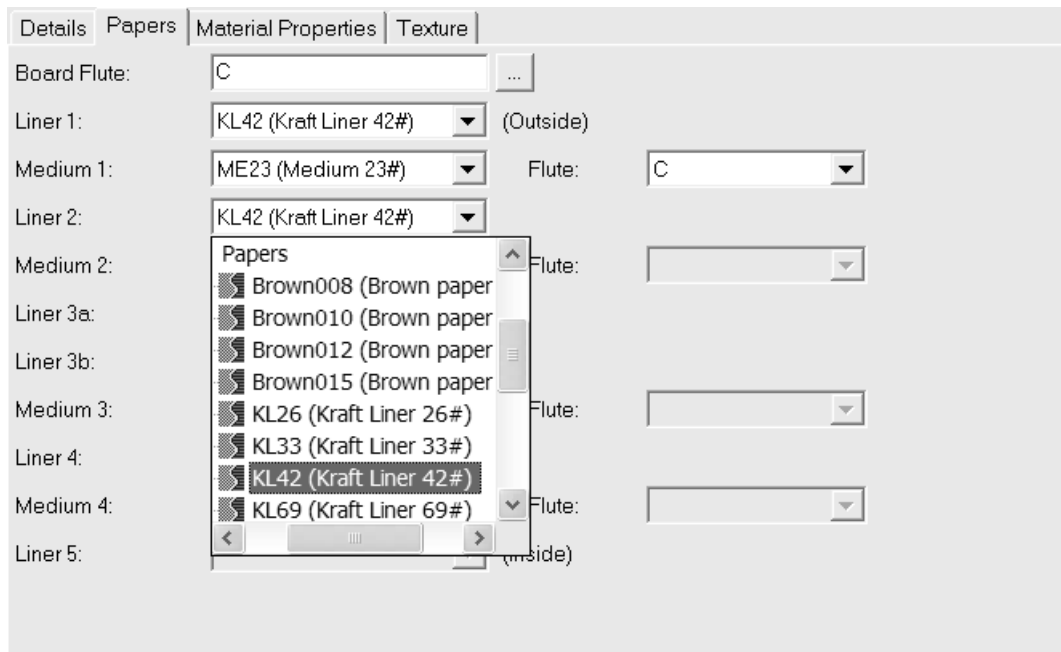 Details Papers Material Properties Texture
Board Flute: C ...
Liner 1: KL42 (Kraft Liner 42#) (Outside)
Medium 1: ME23 (Medium 23#) Flute: C
Liner 2: KL42 (Kraft Liner 42#)
Papers
Medium 2: Flute:
Brown008 (Brown paper
Brown010 (Brown paper
Liner 3a:
Brown012 (Brown paper
Liner 3b:
Brown015 (Brown paper
Medium 3: KL26 (Kraft Liner 26#) Flute:
KL33 (Kraft Liner 33#)
Liner 4:
KL42 (Kraft Liner 42#)
Medium 4: KL69 (Kraft Liner 69#) Flute:
Liner 5: (Inside)